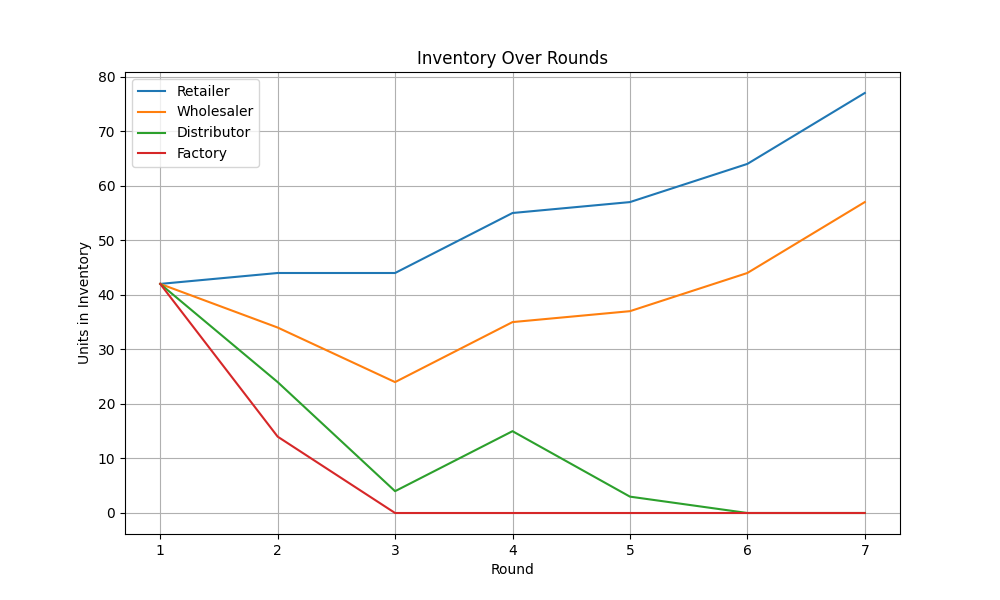 Inventory Over Rounds
Units in Inventory
80
70
60
50
40
30
20
10
0
Retailer
Wholesaler
Distributor
Factory
1 2 3 4 5 6 7
Round